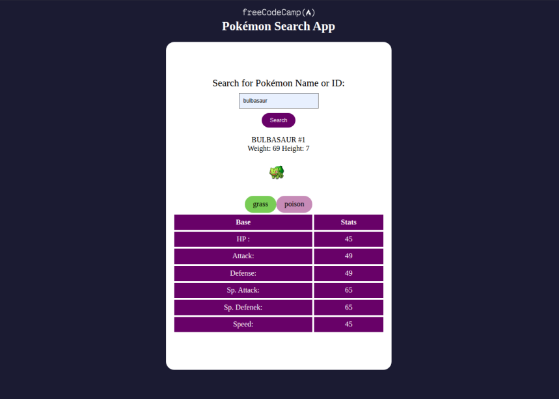 freeCodeCamp(🔥)
Pokémon Search App
Search for Pokémon Name or ID:
bulbasaur
Search
BULBASAUR #1
Weight: 69 Height: 7
grass poison
Base Stats
HP : 45
Attack: 49
Defense: 49
Sp. Attack: 65
Sp. Defenek: 65
Speed: 45